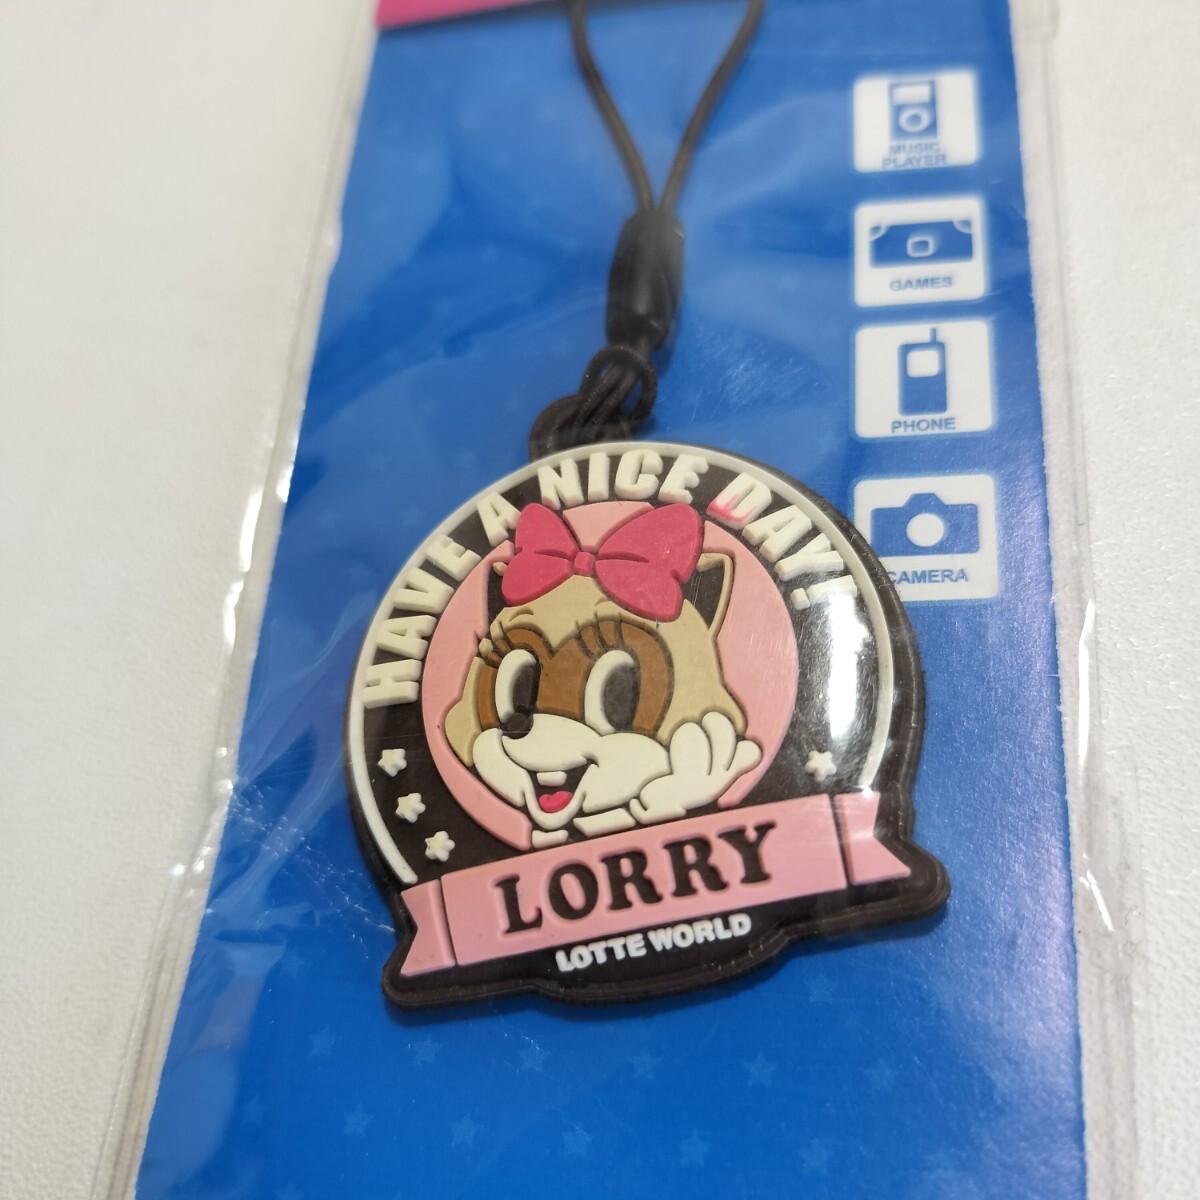 MUSIC
PLAYER
GAMES
PHONE
CAMERA
HAVE A NICE DAY!
LORRY
LOTTE WORLD